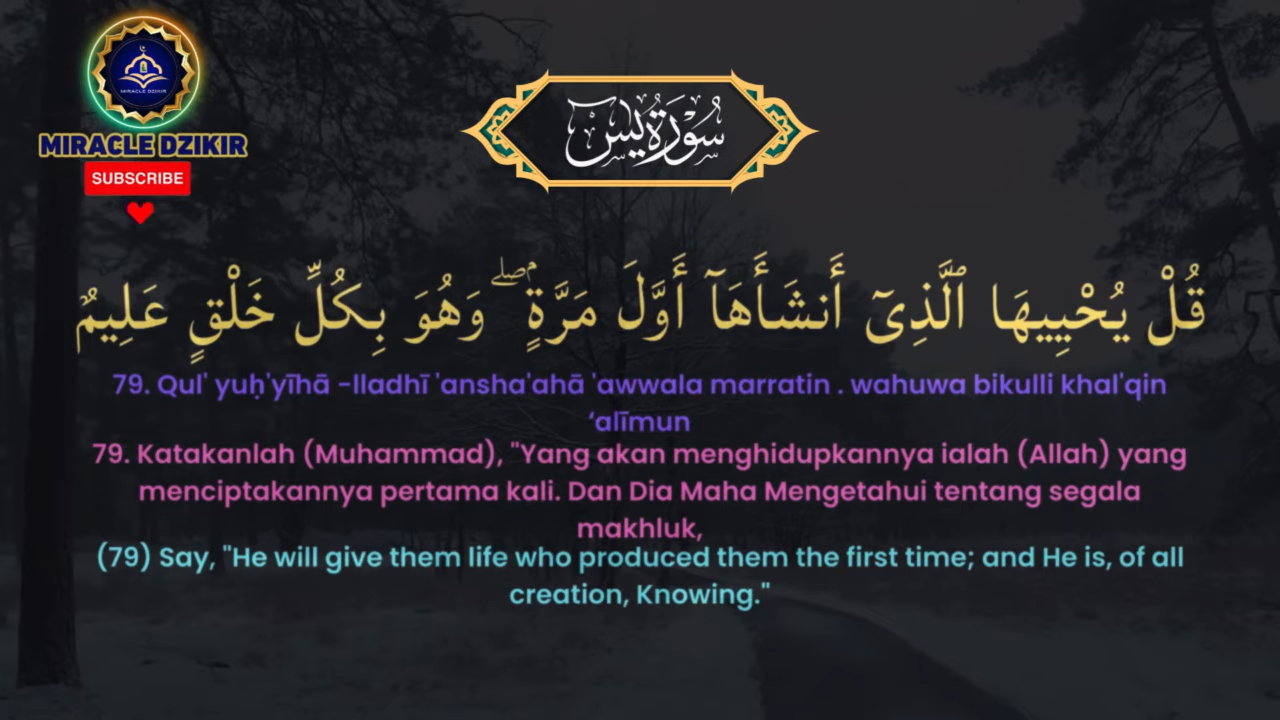 MIRACLE DZIKIR
MIRACLE DZIKIR
SUBSCRIBE
سُوْرَةُ يٰسٓ
قُلْ يُحْيِيهَا ٱلَّذِىٓ أَنشَأَهَآ أَوَّلَ مَرَّةٍ ۖ وَهُوَ بِكُلِّ خَلْقٍ عَلِيمٌ
79. Qul' yuḥ'yīhā -lladhī 'ansha'ahā 'awwala marratin . wahuwa bikulli khal'qin
‘alīmun
79. Katakanlah (Muhammad), "Yang akan menghidupkannya ialah (Allah) yang
menciptakannya pertama kali. Dan Dia Maha Mengetahui tentang segala
makhluk,
(79) Say, "He will give them life who produced them the first time; and He is, of all
creation, Knowing."